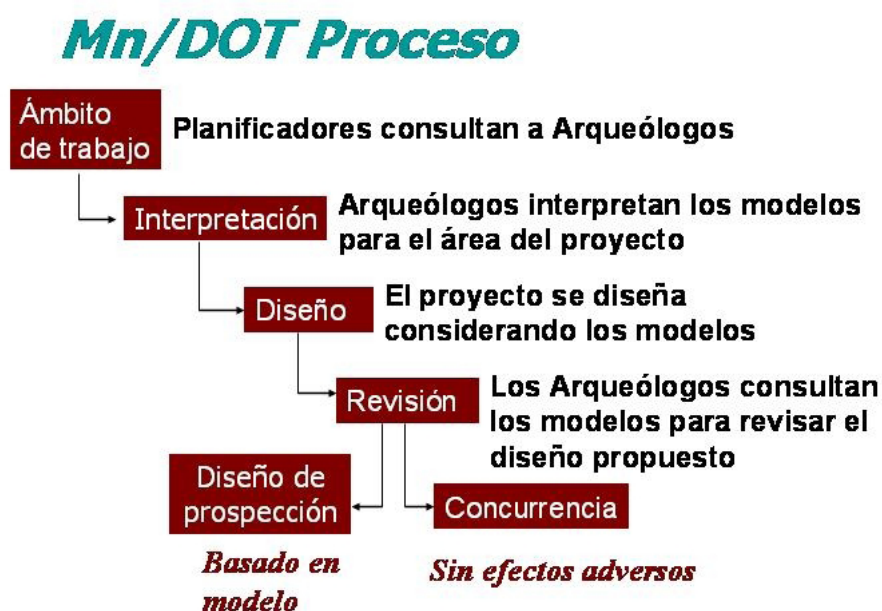 Mn/DOT Proceso
Ámbito
de trabajo
Planificadores consultan a Arqueólogos
Interpretación
Arqueólogos interpretan los modelos
para el área del proyecto
Diseño
El proyecto se diseña
considerando los modelos
Revisión
Los Arqueólogos consultan
los modelos para revisar el
diseño propuesto
Diseño de
prospección
Concurrencia
Basado en
modelo
Sin efectos adversos